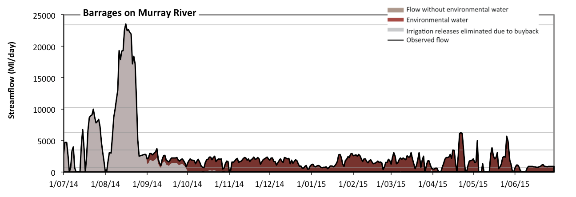 Barrages on Murray River
Flow without environmental water
Environmental water
Irrigation releases eliminated due to buyback
Observed flow
Streamflow (Ml/day)
25000
20000
15000
10000
5000
0
1/07/14 1/08/14 1/09/14 1/10/14 1/11/14 1/12/14 1/01/15 1/02/15 1/03/15 1/04/15 1/05/15 1/06/15